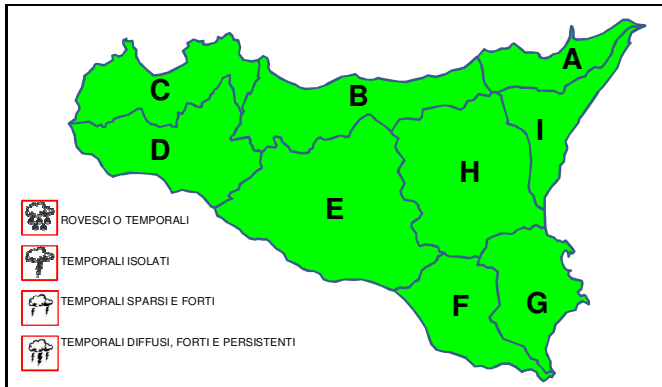 A
B
C
I
D
H
E
ROVESCI O TEMPORALI
TEMPORALI ISOLATI
TEMPORALI SPARSI E FORTI
F
G
TEMPORALI DIFFUSI, FORTI E PERSISTENTI